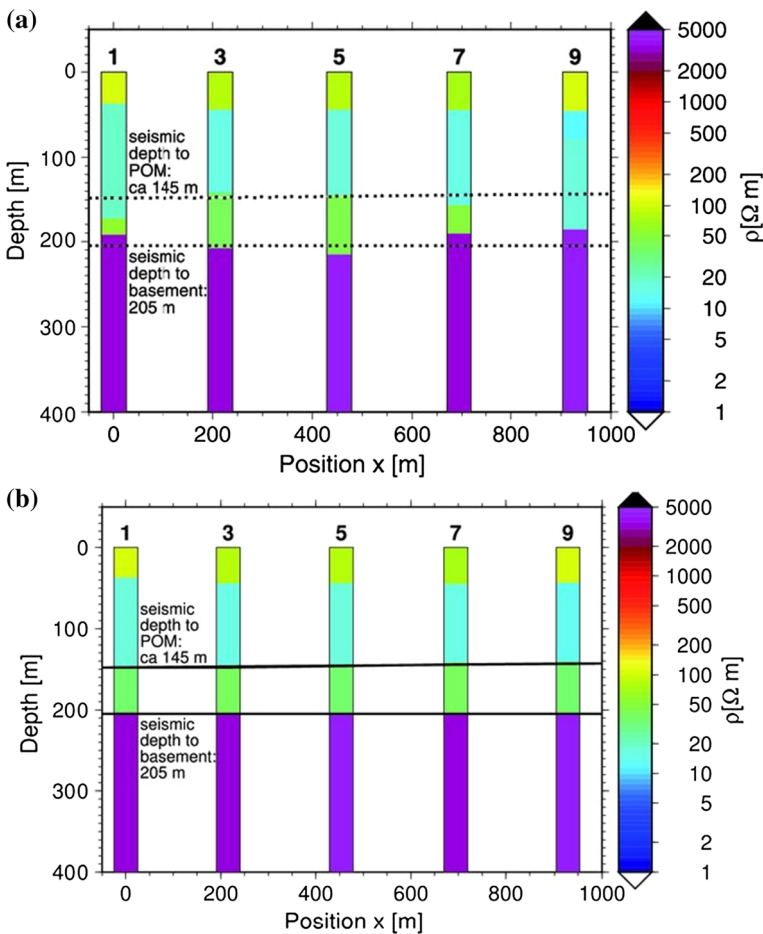 (a)
1 3 5 7 9
0
100
200
300
400
Depth [m]
seismic
depth to
POM:
ca 145 m
seismic
depth to
basement:
205 m
0 200 400 600 800 1000
Position x [m]
5000
2000
1000
500
200
100
50
20
10
5
2
1
ρ[Ω m]
(b)
1 3 5 7 9
0
100
200
300
400
Depth [m]
seismic
depth to
POM:
ca 145 m
seismic
depth to
basement:
205 m
0 200 400 600 800 1000
Position x [m]
5000
2000
1000
500
200
100
50
20
10
5
2
1
ρ[Ω m]